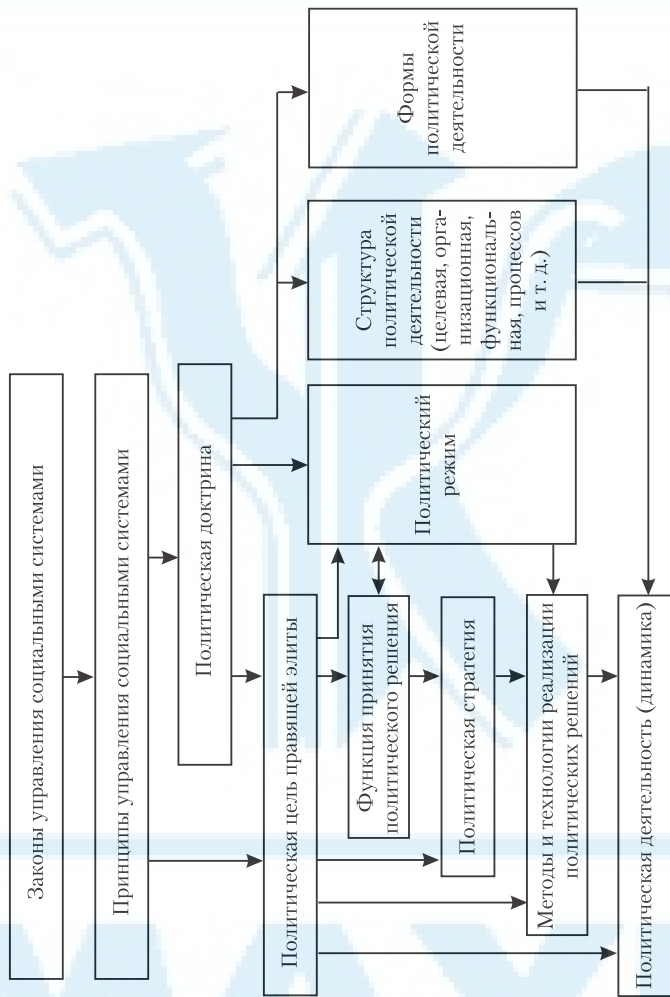 Законы управления социальными системами
Принципы управления социальными системами
Политическая доктрина
Политическая цель правящей элиты
Функция принятия
политического решения
Политическая стратегия
Методы и технологии реализации
политических решений
Политическая деятельность (динамика)
Политический
режим
Структура
политической
деятельности
(целевая, орга-
низационная,
функциональ-
ная, процессов
и т. д.)
Формы
политической
деятельности